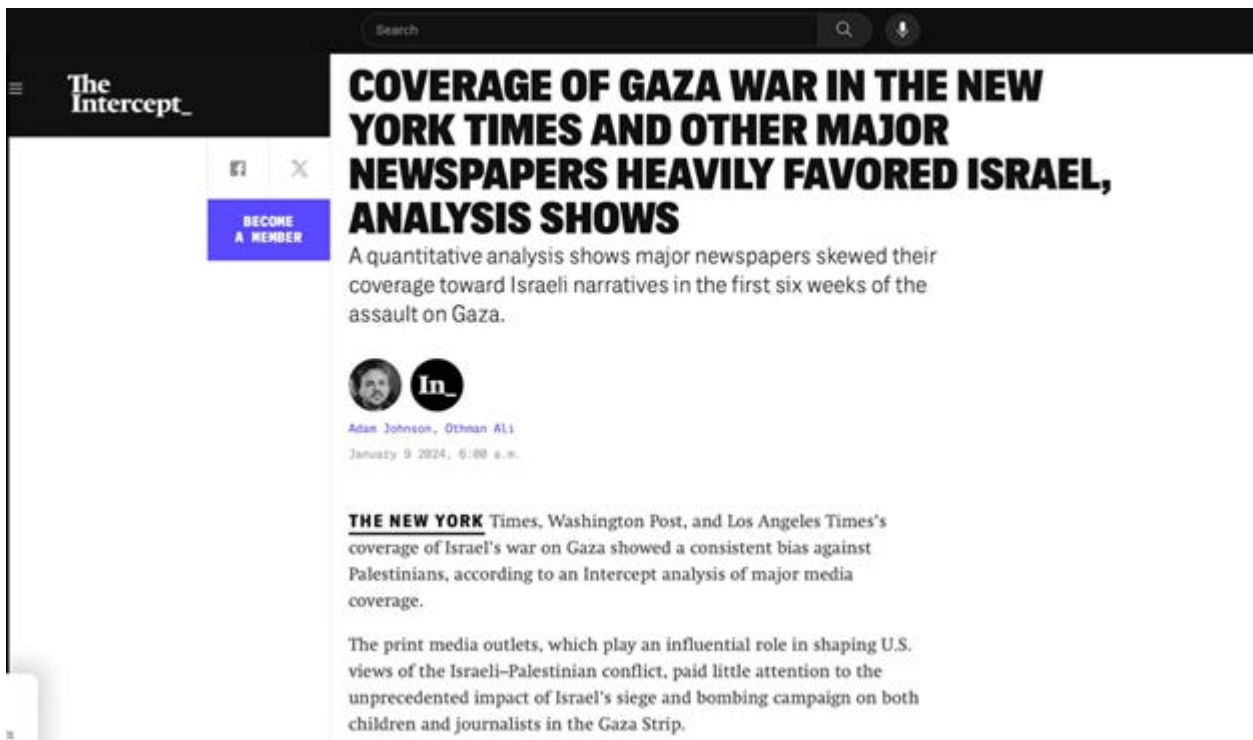 Search
The
Intercept_
BECOME
A MEMBER
COVERAGE OF GAZA WAR IN THE NEW
YORK TIMES AND OTHER MAJOR
NEWSPAPERS HEAVILY FAVORED ISRAEL,
ANALYSIS SHOWS
A quantitative analysis shows major newspapers skewed their
coverage toward Israeli narratives in the first six weeks of the
assault on Gaza.
In_
Adam Johnson, Othman Ali
January 9 2024, 6:00 a.m.
THE NEW YORK Times, Washington Post, and Los Angeles Times's
coverage of Israel's war on Gaza showed a consistent bias against
Palestinians, according to an Intercept analysis of major media
coverage.
The print media outlets, which play an influential role in shaping U.S.
views of the Israeli–Palestinian conflict, paid little attention to the
unprecedented impact of Israel's siege and bombing campaign on both
children and journalists in the Gaza Strip.